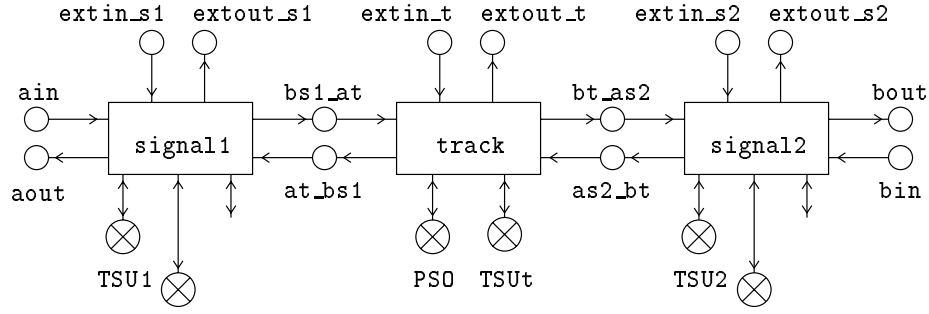 extin_s1 extout_s1 extin_t extout_t extin_s2 extout_s2
ain bs1_at bt_as2 bout
signal1 track signal2
aout at_bs1 as2_bt bin
TSU1 PSO TSUt TSU2